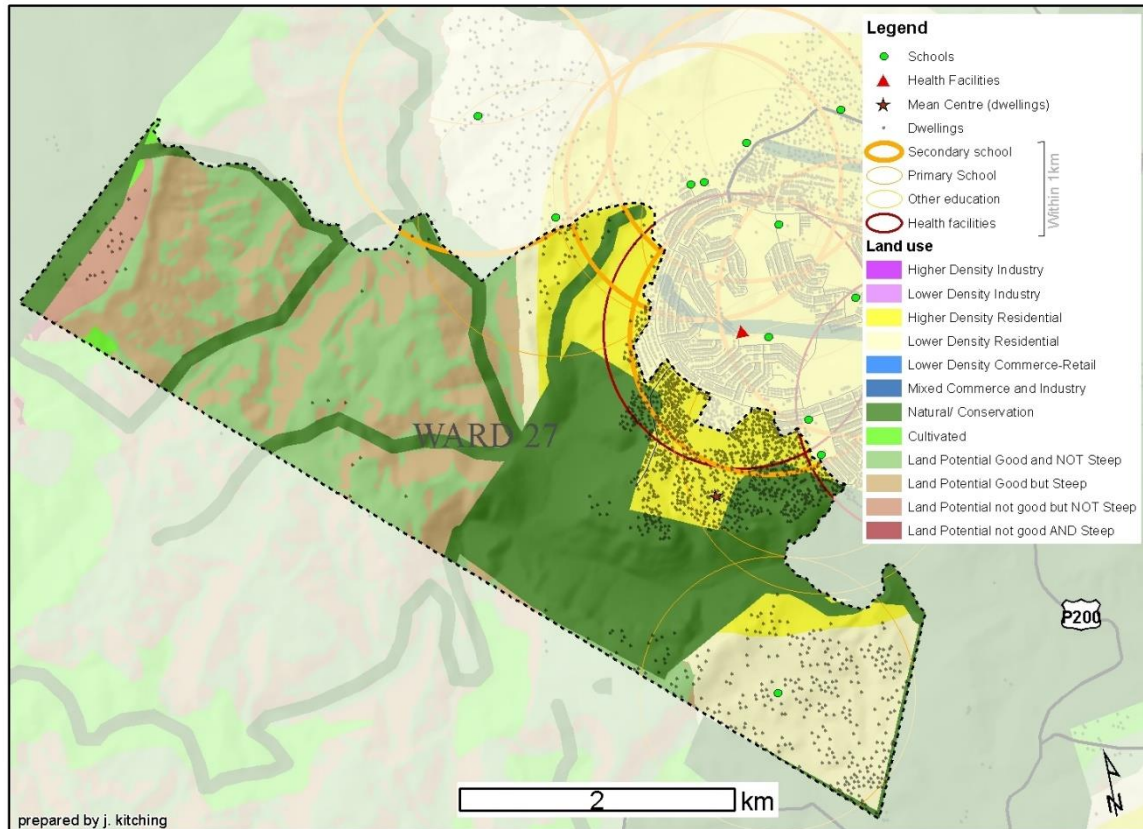 Legend
Schools
Health Facilities
Mean Centre (dwellings)
Dwellings
Secondary school
Primary School
Other education
Health facilities
Within 1km
Land use
Higher Density Industry
Lower Density Industry
Higher Density Residential
Lower Density Residential
Lower Density Commerce-Retail
Mixed Commerce and Industry
Natural/ Conservation
Cultivated
Land Potential Good and NOT Steep
Land Potential Good but Steep
Land Potential not good but NOT Steep
Land Potential not good AND Steep
WARD 27
P200
2 km
N
prepared by j. kitching